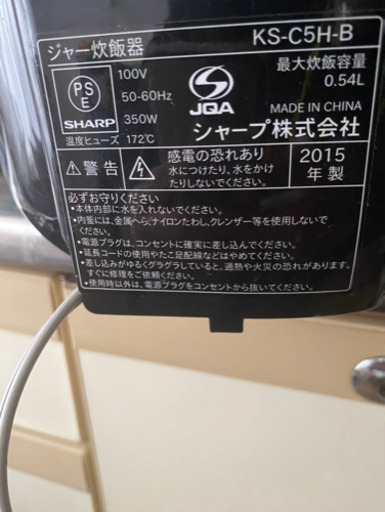 ジャー炊飯器 KS-C5H-B
PS
E
SHARP
100V
50-60Hz
350W
温度ヒューズ 172℃
JQA
最大炊飯容量
0.54L
MADE IN CHINA
シャープ株式会社
⚠警告
感電の恐れあり
水につけたり、水をかけ
たりしないでください。
2015
年製
必ずお守りください
•本体内部に水を入れないでください。
•内釜には、金属へら、ナイロンたわし、クレンザー等を使用しない
でください。
•電源プラグは、コンセントに確実に差し込んでください。
•延長コードの使用やたこ足配線などはやめてください。
•差し込みがゆるくグラグラしていると、過熱や火災の恐れがあります。
すぐに修理をご依頼ください。
•使用時以外は、電源プラグをコンセントから抜いてください。